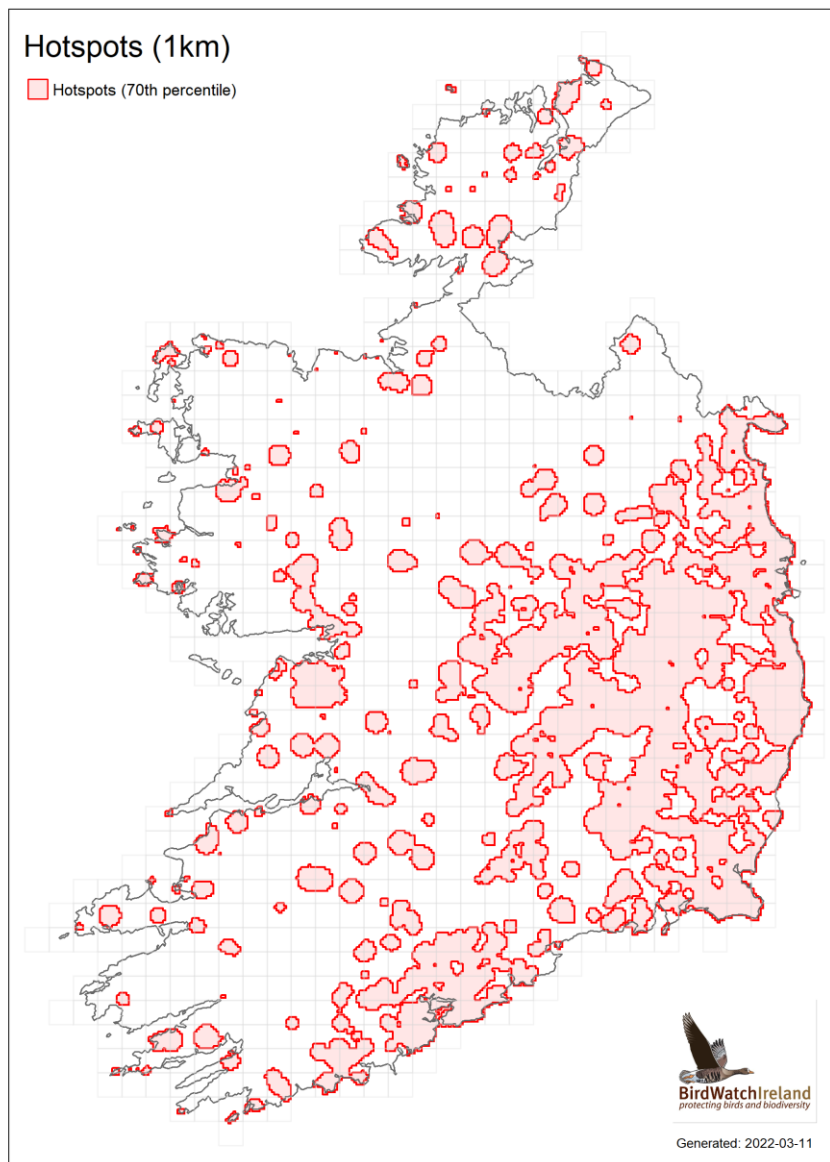 Hotspots (1km)
Hotspots (70th percentile)
BirdWatchIreland
protecting birds and biodiversity
Generated: 2022-03-11